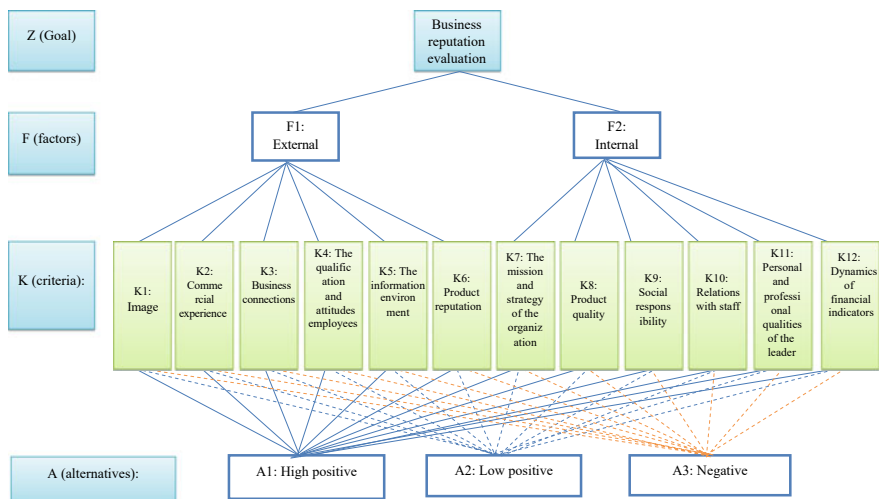 Z (Goal)
Business
reputation
evaluation
F (factors)
F1:
External
F2:
Internal
K (criteria):
K1:
Image
K2:
Comme
rcial
experience
K3:
Business
connections
K4: The
qualific
ation
and
attitudes
employees
K5: The
information
environ
ment
K6:
Product
reputation
K7: The
mission
and
strategy
of the
organiz
ation
K8:
Product
quality
K9:
Social
respons
ibility
K10:
Relations
with staff
K11:
Personal
and
professi
onal
qualities
of the
leader
K12:
Dynamics
of
financial
indicators
A (alternatives):
A1: High positive
A2: Low positive
A3: Negative